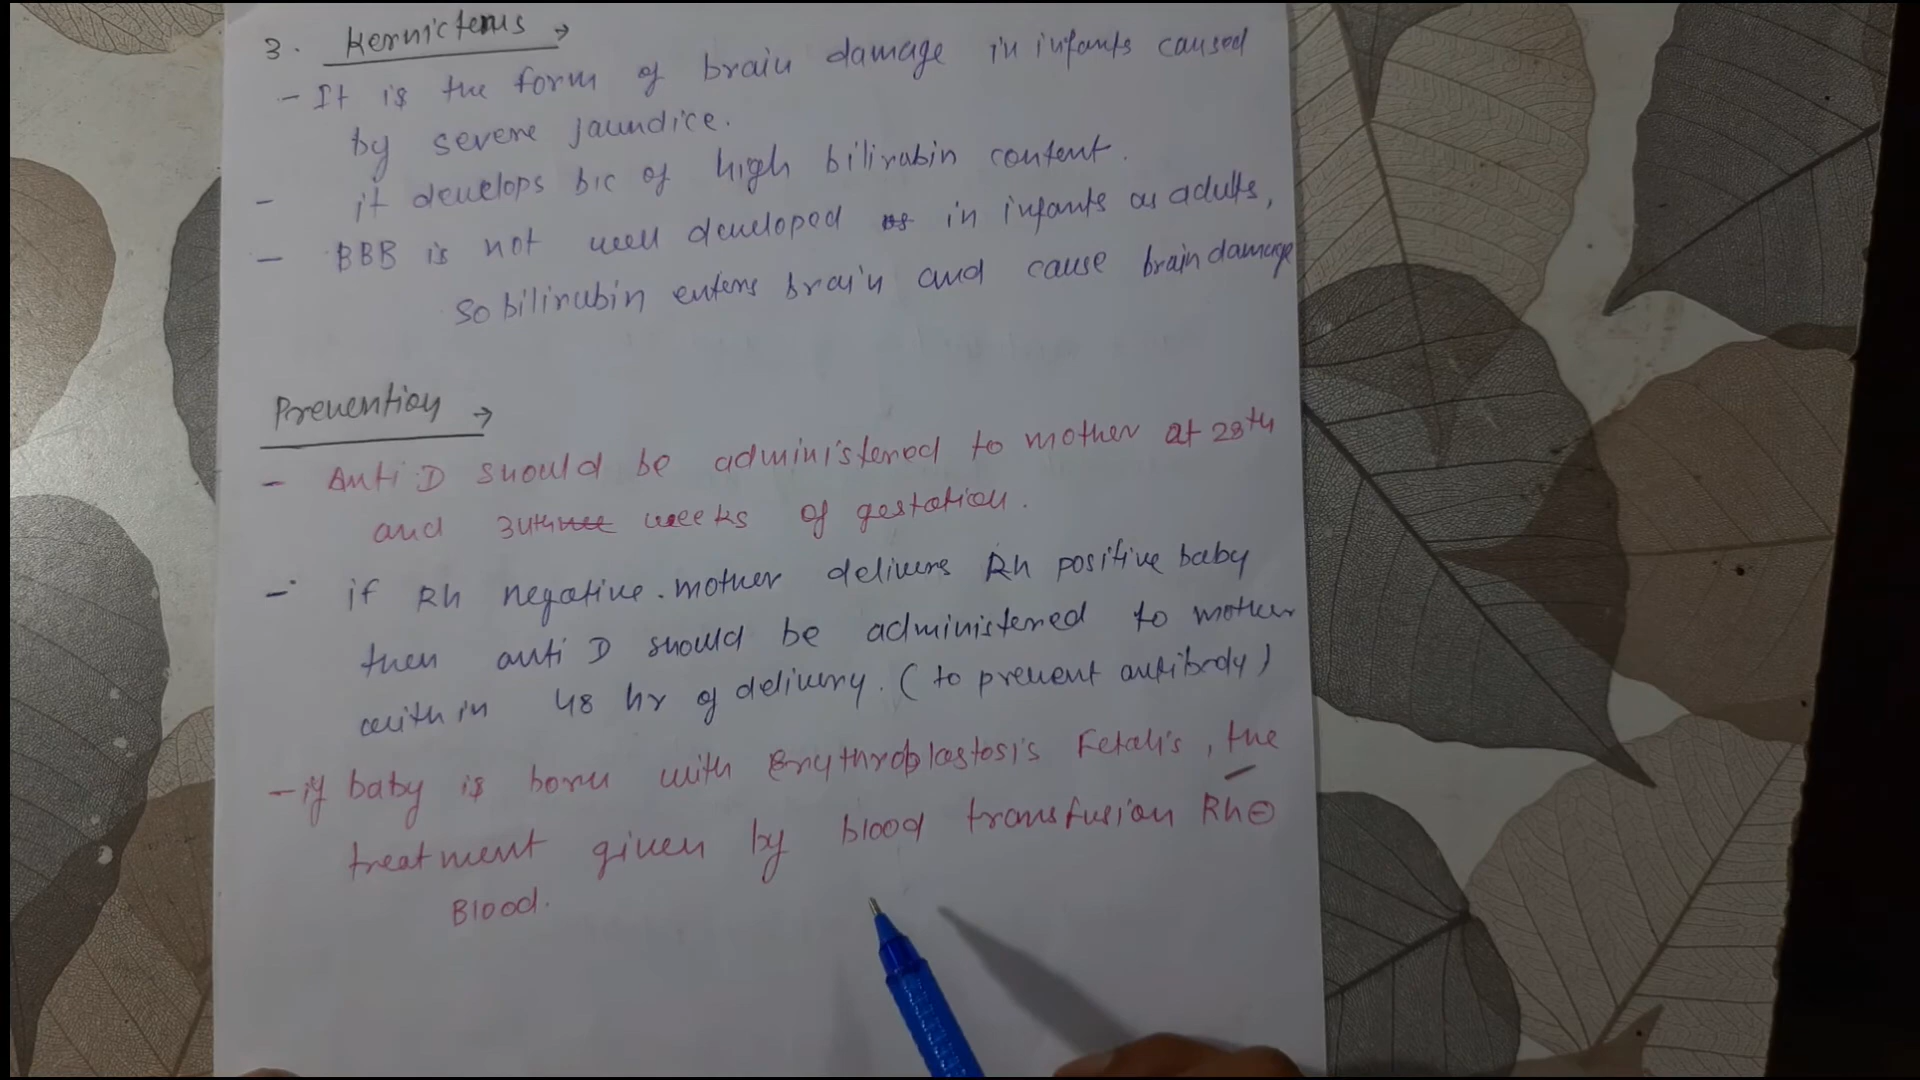 3. Kernicterus →
- It is the form of brain damage in infants caused
by severe jaundice.
- it develops b/c of high bilirubin content.
- BBB is not well developed as in infants as adults,
so bilirubin enters brain and cause brain damage
Prevention →
- Anti D should be administered to mother at 28th
and 34th weeks of gestation.
- if Rh negative. mother delivers Rh positive baby
then anti D should be administered to mother
within 48 hr of delivery. (to prevent antibody)
- if baby is born with Erythroblastosis Fetalis, the
treatment given by blood transfusion Rh⊖
Blood.